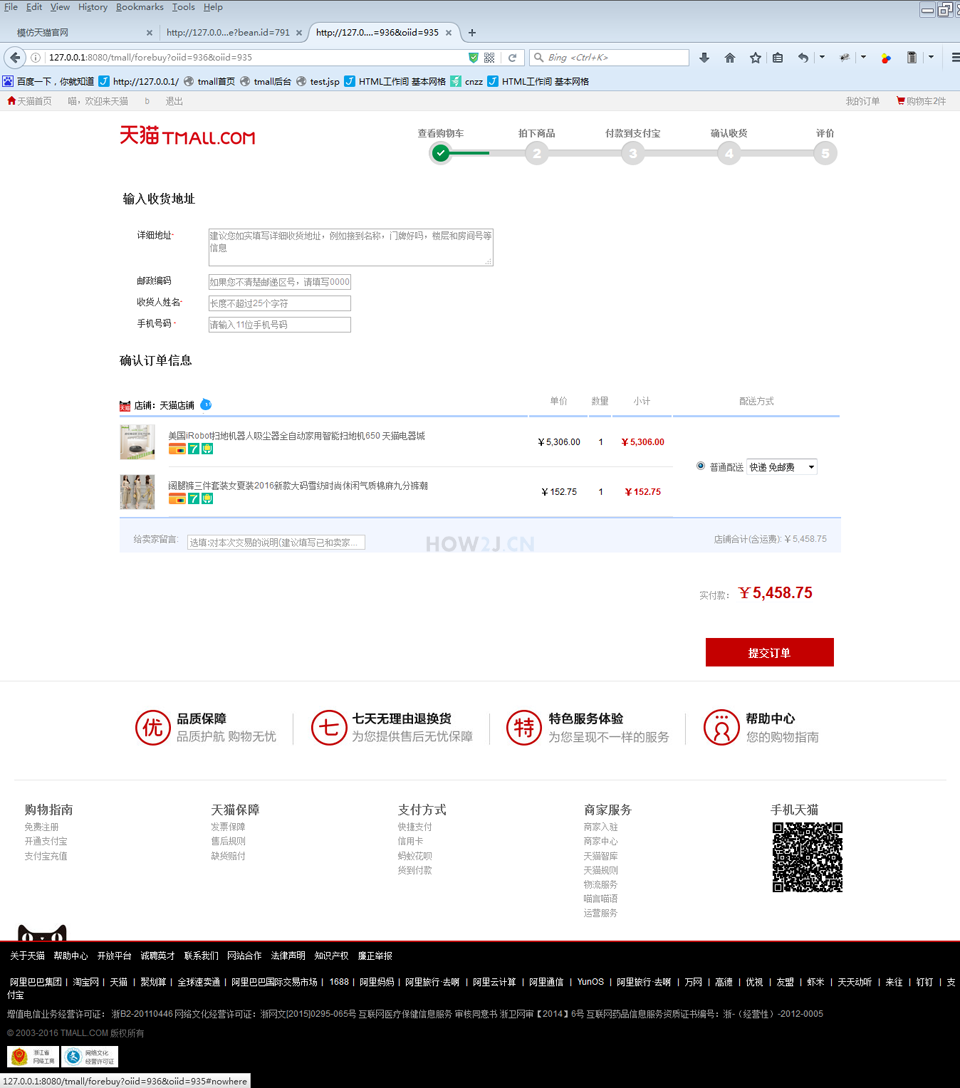 File Edit View History Bookmarks Tools Help
模仿天猫官网 × http://127.0.0...e?bean.id=791 × http://127.0....=936&oiid=935 × +
127.0.0.1:8080/tmall/forebuy?oiid=936&oiid=935 Bing <Ctrl+K>
百度一下，你就知道 http://127.0.0.1/ tmall首页 tmall后台 test.jsp HTML工作间 基本网格 cnzz HTML工作间 基本网格
天猫首页 喵，欢迎来天猫 b 退出 我的订单 购物车2件
天猫 TMALL.COM
查看购物车 拍下商品 付款到支付宝 确认收货 评价
2 3 4 5
输入收货地址
详细地址*
建议您如实填写详细收货地址，例如接到名称，门牌好吗，楼层和房间号等
信息
邮政编码 如果您不清楚邮递区号，请填写0000
收货人姓名* 长度不超过25个字符
手机号码* 请输入11位手机号码
确认订单信息
店铺：天猫店铺 单价 数量 小计 配送方式
美国iRobot扫地机器人吸尘器全自动家用智能扫地机650 天猫电器城
7
￥5,306.00 1 ￥5,306.00
普通配送 快递 免邮费
阔腿裤三件套装女夏装2016新款大码雪纺时尚休闲气质棉麻九分裤潮
7
￥152.75 1 ￥152.75
给卖家留言: 选填:对本次交易的说明(建议填写已和卖家... HOW2J.CN 店铺合计(含运费): ￥5,458.75
实付款： ￥5,458.75
提交订单
优 品质保障 七 七天无理由退换货 特 特色服务体验 帮助中心
品质护航 购物无忧 为您提供售后无忧保障 为您呈现不一样的服务 您的购物指南
购物指南 天猫保障 支付方式 商家服务 手机天猫
免费注册 发票保障 快捷支付 商家入驻
开通支付宝 售后规则 信用卡 商家中心
支付宝充值 缺货赔付 蚂蚁花呗 天猫智库
货到付款 天猫规则
物流服务
喵言喵语
运营服务
关于天猫 帮助中心 开放平台 诚聘英才 联系我们 网站合作 法律声明 知识产权 廉正举报
阿里巴巴集团 | 淘宝网 | 天猫 | 聚划算 | 全球速卖通 | 阿里巴巴国际交易市场 | 1688 | 阿里妈妈 | 阿里旅行·去啊 | 阿里云计算 | 阿里通信 | YunOS | 阿里旅行·去啊 | 万网 | 高德 | 优视 | 友盟 | 虾米 | 天天动听 | 来往 | 钉钉 | 支
付宝
增值电信业务经营许可证： 浙B2-20110446 网络文化经营许可证：浙网文[2015]0295-065号 互联网医疗保健信息服务 审核同意书 浙卫网审【2014】6号 互联网药品信息服务资质证书编号：浙-（经营性）-2012-0005
© 2003-2016 TMALL.COM 版权所有
浙江省
网络工商
网络文化
经营许可证
127.0.0.1:8080/tmall/forebuy?oiid=936&oiid=935#nowhere